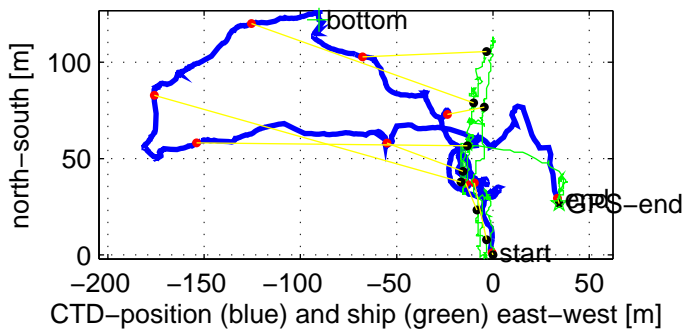 bottom
north−south [m]
100
50
0
end
GPS−end
start
−200 −150 −100 −50 0 50
CTD−position (blue) and ship (green) east−west [m]